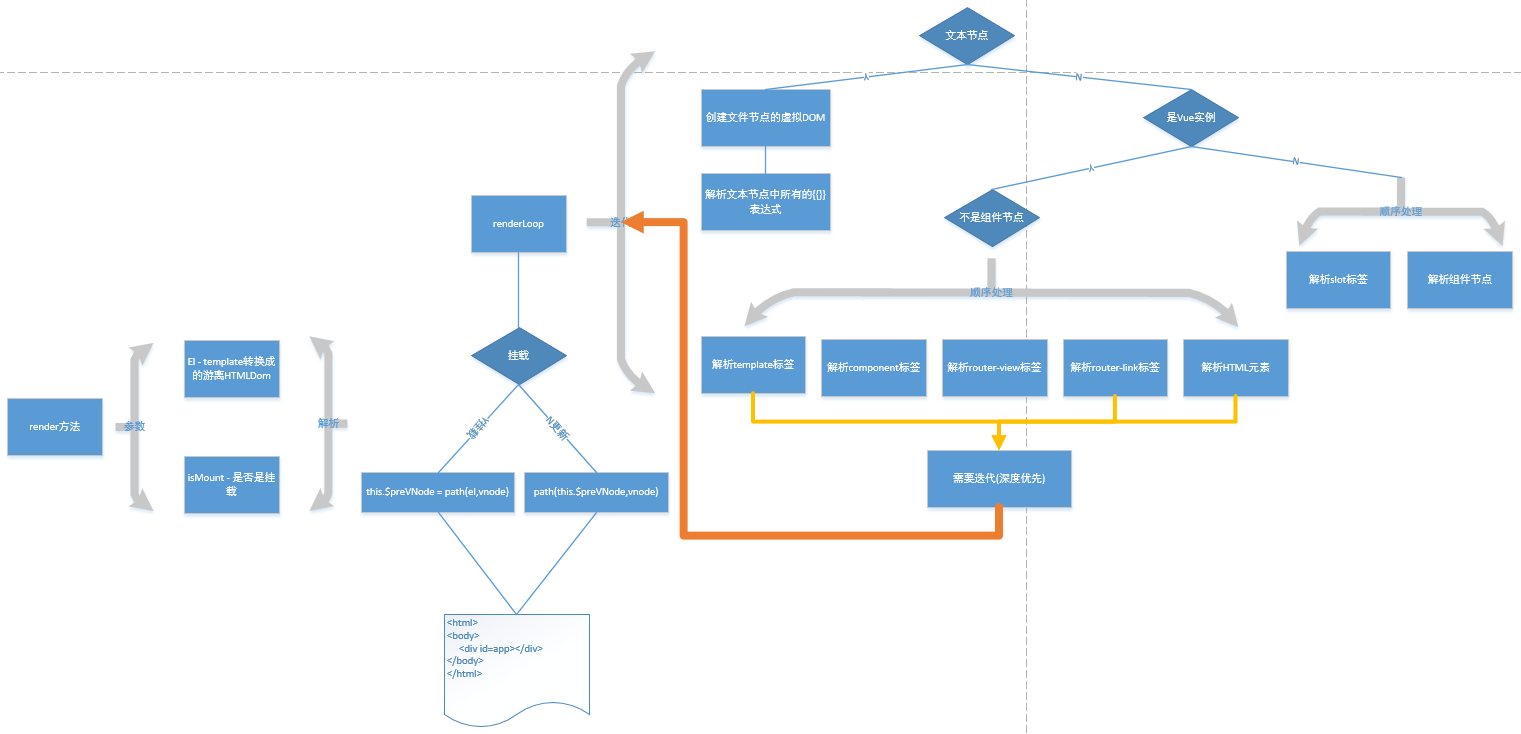 文本节点
Y
N
创建文件节点的虚拟DOM
是Vue实例
Y
N
解析文本节点中所有的{{}}
表达式
不是组件节点
顺序处理
renderLoop
迭代
解析slot标签
解析组件节点
顺序处理
挂载
解析template标签
解析component标签
解析router-view标签
解析router-link标签
解析HTML元素
El - template转换成
的游离HTMLDom
render方法
参数
解析
Y挂载
N更新
isMount - 是否是挂
载
this.$preVNode = path(el,vnode)
path(this.$preVNode,vnode)
需要迭代(深度优先)
<html>
<body>
<div id=app></div>
</body>
</html>